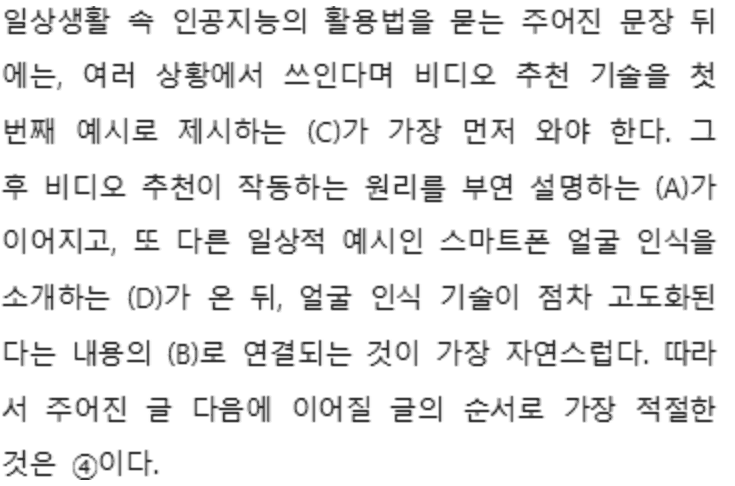 일상생활 속 인공지능의 활용법을 묻는 주어진 문장 뒤
에는, 여러 상황에서 쓰인다며 비디오 추천 기술을 첫
번째 예시로 제시하는 (C)가 가장 먼저 와야 한다. 그
후 비디오 추천이 작동하는 원리를 부연 설명하는 (A)가
이어지고, 또 다른 일상적 예시인 스마트폰 얼굴 인식을
소개하는 (D)가 온 뒤, 얼굴 인식 기술이 점차 고도화된
다는 내용의 (B)로 연결되는 것이 가장 자연스럽다. 따라
서 주어진 글 다음에 이어질 글의 순서로 가장 적절한
것은 ④이다.